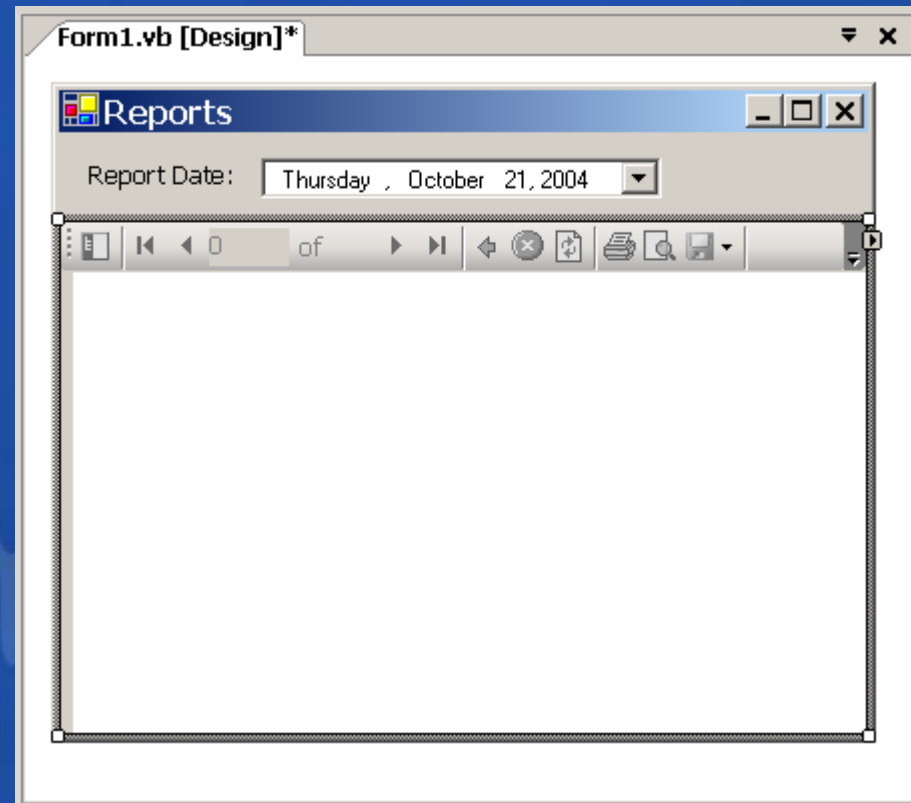 Form1.vb [Design]*
Reports
Report Date: Thursday , October 21, 2004
0 of